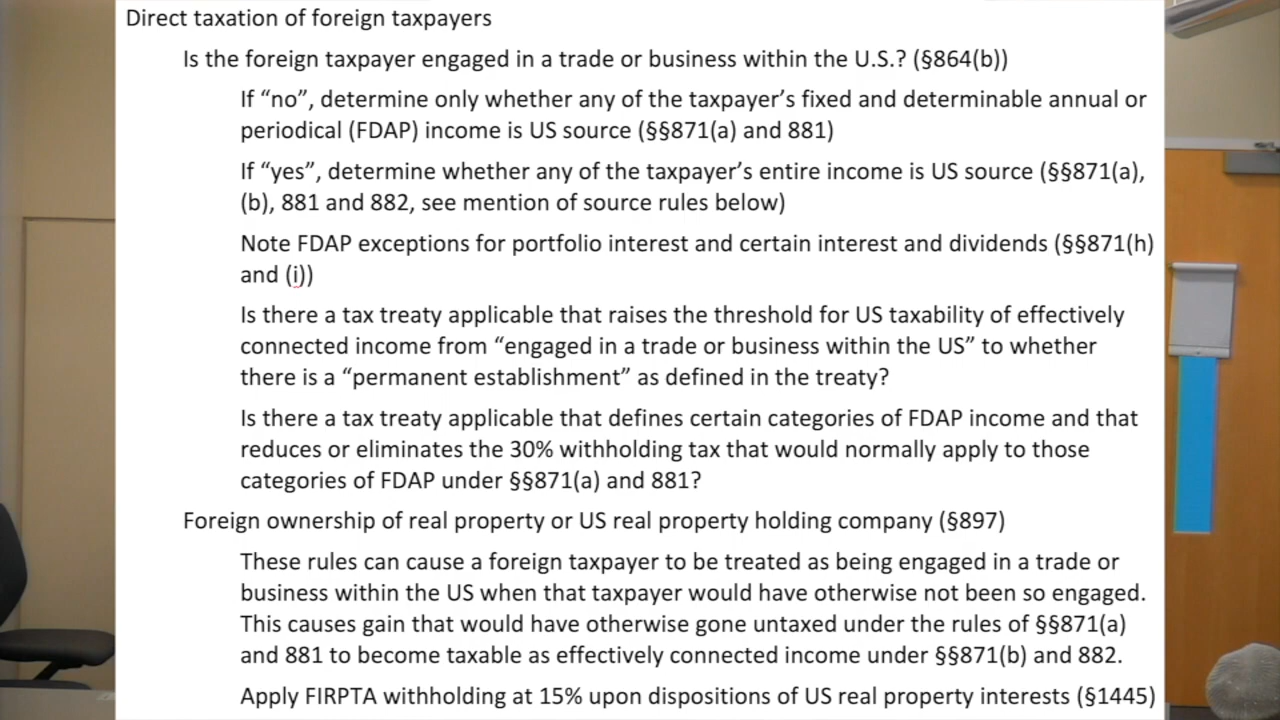 Direct taxation of foreign taxpayers
Is the foreign taxpayer engaged in a trade or business within the U.S.? (§864(b))
If “no”, determine only whether any of the taxpayer’s fixed and determinable annual or
periodical (FDAP) income is US source (§§871(a) and 881)
If “yes”, determine whether any of the taxpayer’s entire income is US source (§§871(a),
(b), 881 and 882, see mention of source rules below)
Note FDAP exceptions for portfolio interest and certain interest and dividends (§§871(h)
and (i))
Is there a tax treaty applicable that raises the threshold for US taxability of effectively
connected income from “engaged in a trade or business within the US” to whether
there is a “permanent establishment” as defined in the treaty?
Is there a tax treaty applicable that defines certain categories of FDAP income and that
reduces or eliminates the 30% withholding tax that would normally apply to those
categories of FDAP under §§871(a) and 881?
Foreign ownership of real property or US real property holding company (§897)
These rules can cause a foreign taxpayer to be treated as being engaged in a trade or
business within the US when that taxpayer would have otherwise not been so engaged.
This causes gain that would have otherwise gone untaxed under the rules of §§871(a)
and 881 to become taxable as effectively connected income under §§871(b) and 882.
Apply FIRPTA withholding at 15% upon dispositions of US real property interests (§1445)